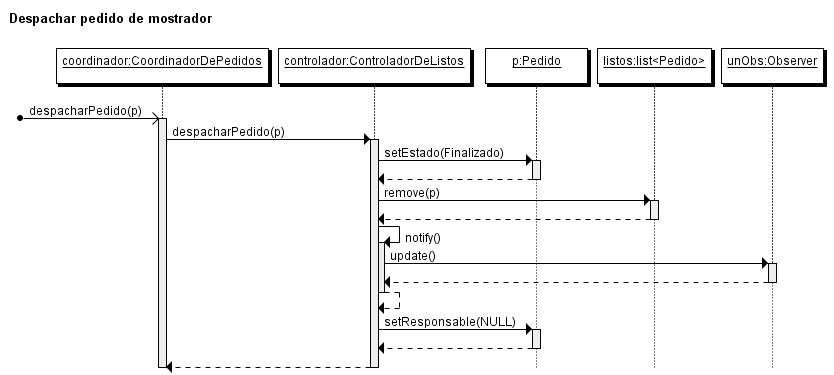 Despachar pedido de mostrador
coordinador:CoordinadorDePedidos
controlador:ControladorDeListos
p:Pedido
listos:list<Pedido>
unObs:Observer
despacharPedido(p)
despacharPedido(p)
setEstado(Finalizado)
remove(p)
notify()
update()
setResponsable(NULL)